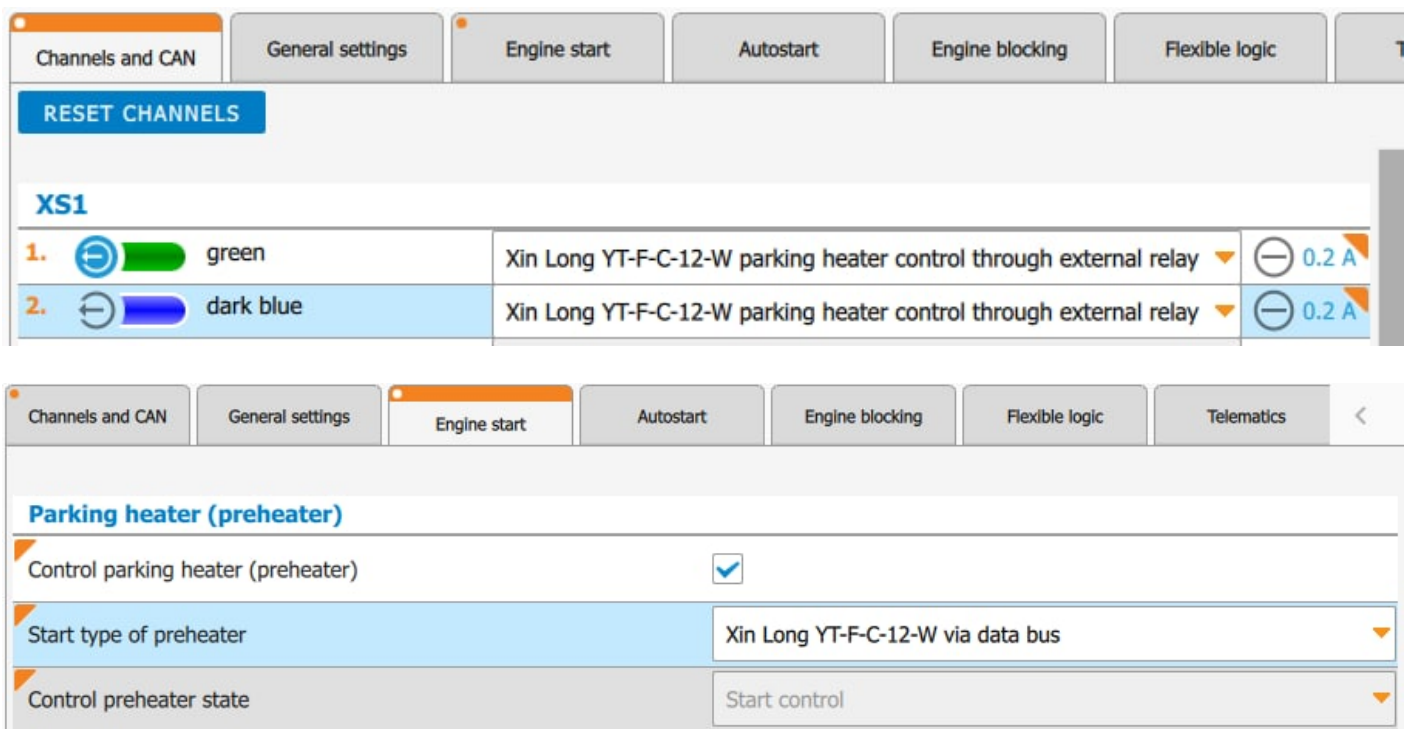 Channels and CAN General settings Engine start Autostart Engine blocking Flexible logic T
RESET CHANNELS
XS1
1. green Xin Long YT-F-C-12-W parking heater control through external relay 0.2 A
2. dark blue Xin Long YT-F-C-12-W parking heater control through external relay 0.2 A
Channels and CAN General settings Engine start Autostart Engine blocking Flexible logic Telematics
Parking heater (preheater)
Control parking heater (preheater)
Start type of preheater Xin Long YT-F-C-12-W via data bus
Control preheater state Start control